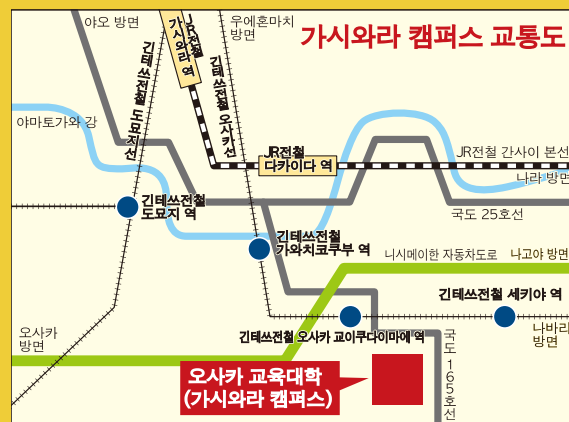 가시와라 캠퍼스 교통도
야오 방면
가시와라 역
JR전철
우에혼마치
방면
긴테쓰전철 도묘지선
긴테쓰전철 오사카선
야마토가와 강
JR전철
다카이다 역
JR전철 간사이 본선
나라 방면
긴테쓰전철
도묘지 역
국도 25호선
긴테쓰전철
가와치코쿠부 역
니시메이한 자동차도로
나고야 방면
긴테쓰전철 세키야 역
오사카
방면
긴테쓰전철 오사카 교이쿠다이마에 역
나바리
방면
국도 165호선
오사카 교육대학
(가시와라 캠퍼스)